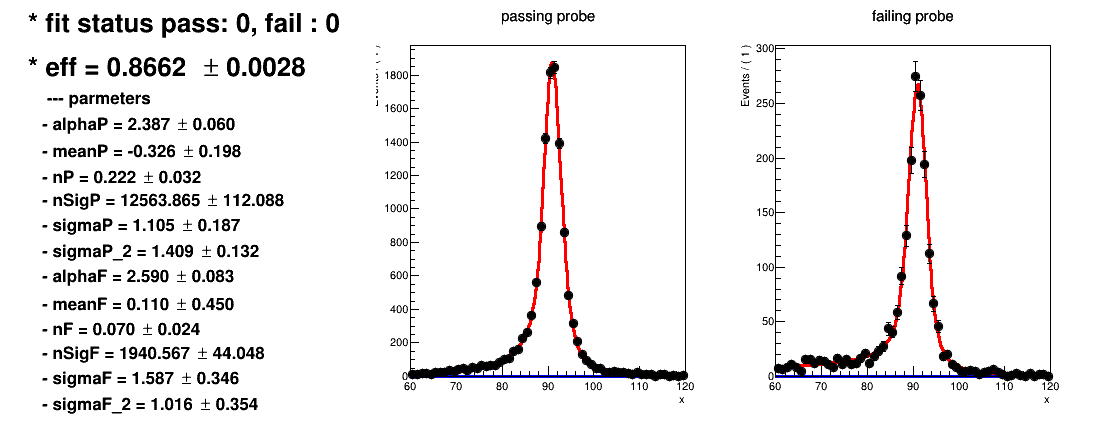 * fit status pass: 0, fail : 0
* eff = 0.8662 ± 0.0028
--- parmeters
- alphaP = 2.387 ± 0.060
- meanP = -0.326 ± 0.198
- nP = 0.222 ± 0.032
- nSigP = 12563.865 ± 112.088
- sigmaP = 1.105 ± 0.187
- sigmaP_2 = 1.409 ± 0.132
- alphaF = 2.590 ± 0.083
- meanF = 0.110 ± 0.450
- nF = 0.070 ± 0.024
- nSigF = 1940.567 ± 44.048
- sigmaF = 1.587 ± 0.346
- sigmaF_2 = 1.016 ± 0.354
passing probe
1800
1600
1400
1200
1000
800
600
400
200
0
60 70 80 90 100 110 120
x
failing probe
Events / ( 1 )
300
250
200
150
100
50
0
60 70 80 90 100 110 120
x